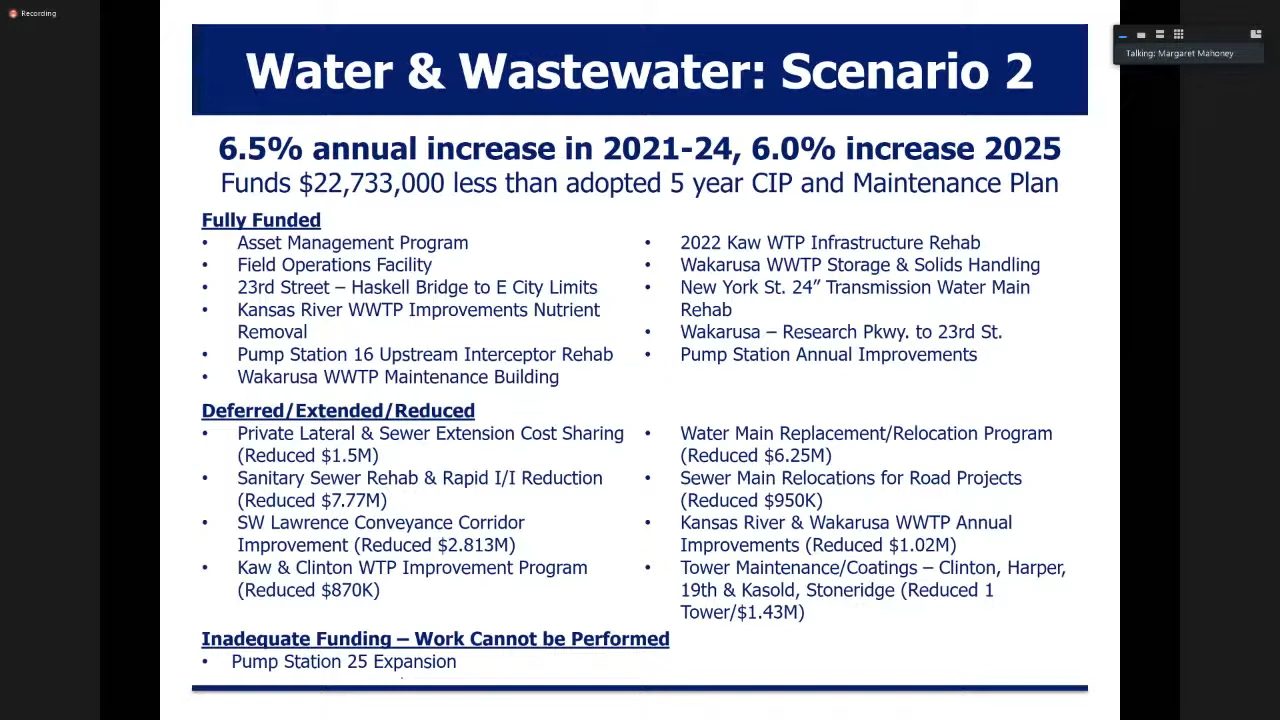 Recording
Talking: Margaret Mahoney
Water & Wastewater: Scenario 2
6.5% annual increase in 2021-24, 6.0% increase 2025
Funds $22,733,000 less than adopted 5 year CIP and Maintenance Plan
Fully Funded
• Asset Management Program
• Field Operations Facility
• 23rd Street – Haskell Bridge to E City Limits
• Kansas River WWTP Improvements Nutrient
Removal
• Pump Station 16 Upstream Interceptor Rehab
• Wakarusa WWTP Maintenance Building
• 2022 Kaw WTP Infrastructure Rehab
• Wakarusa WWTP Storage & Solids Handling
• New York St. 24” Transmission Water Main
Rehab
• Wakarusa – Research Pkwy. to 23rd St.
• Pump Station Annual Improvements
Deferred/Extended/Reduced
• Private Lateral & Sewer Extension Cost Sharing
(Reduced $1.5M)
• Sanitary Sewer Rehab & Rapid I/I Reduction
(Reduced $7.77M)
• SW Lawrence Conveyance Corridor
Improvement (Reduced $2.813M)
• Kaw & Clinton WTP Improvement Program
(Reduced $870K)
• Water Main Replacement/Relocation Program
(Reduced $6.25M)
• Sewer Main Relocations for Road Projects
(Reduced $950K)
• Kansas River & Wakarusa WWTP Annual
Improvements (Reduced $1.02M)
• Tower Maintenance/Coatings – Clinton, Harper,
19th & Kasold, Stoneridge (Reduced 1
Tower/$1.43M)
Inadequate Funding – Work Cannot be Performed
• Pump Station 25 Expansion